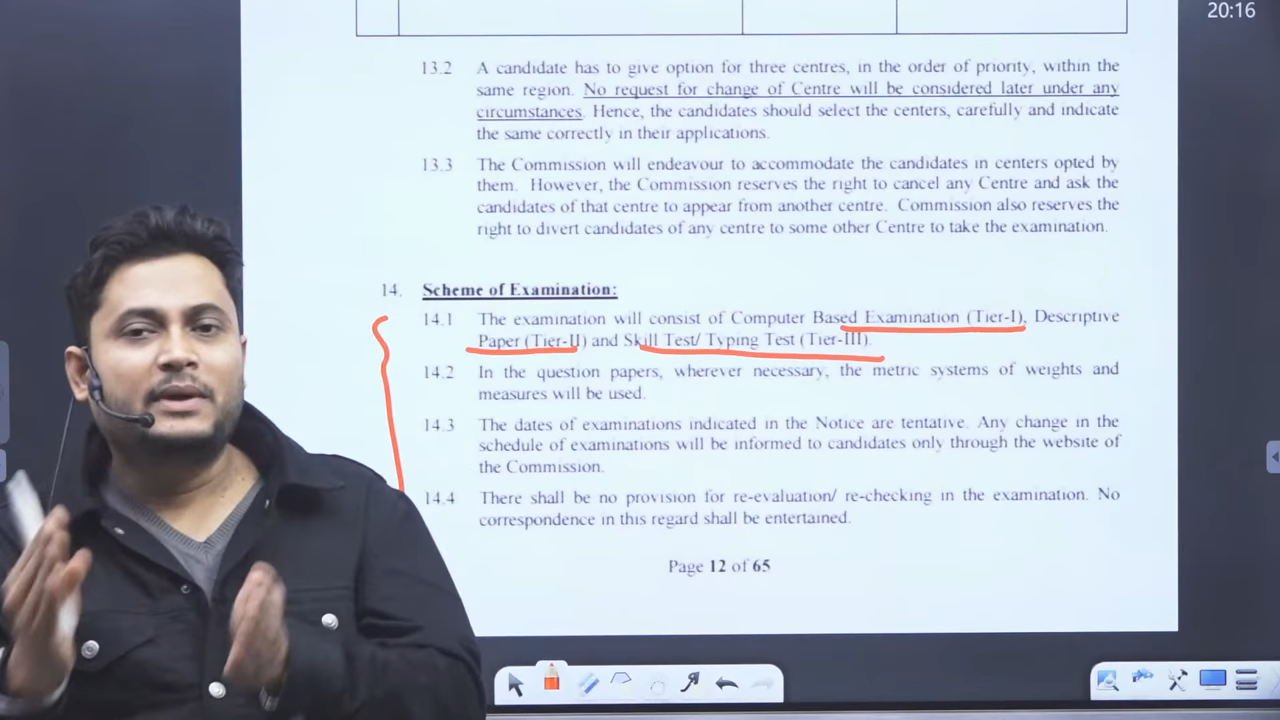 20:16
13.2 A candidate has to give option for three centres, in the order of priority, within the
same region. No request for change of Centre will be considered later under any
circumstances. Hence, the candidates should select the centers, carefully and indicate
the same correctly in their applications.
13.3 The Commission will endeavour to accommodate the candidates in centers opted by
them. However, the Commission reserves the right to cancel any Centre and ask the
candidates of that centre to appear from another centre. Commission also reserves the
right to divert candidates of any centre to some other Centre to take the examination.
14. Scheme of Examination:
14.1 The examination will consist of Computer Based Examination (Tier-I), Descriptive
Paper (Tier-II) and Skill Test/ Typing Test (Tier-III).
14.2 In the question papers, wherever necessary, the metric systems of weights and
measures will be used.
14.3 The dates of examinations indicated in the Notice are tentative. Any change in the
schedule of examinations will be informed to candidates only through the website of
the Commission.
14.4 There shall be no provision for re-evaluation/ re-checking in the examination. No
correspondence in this regard shall be entertained.
Page 12 of 65